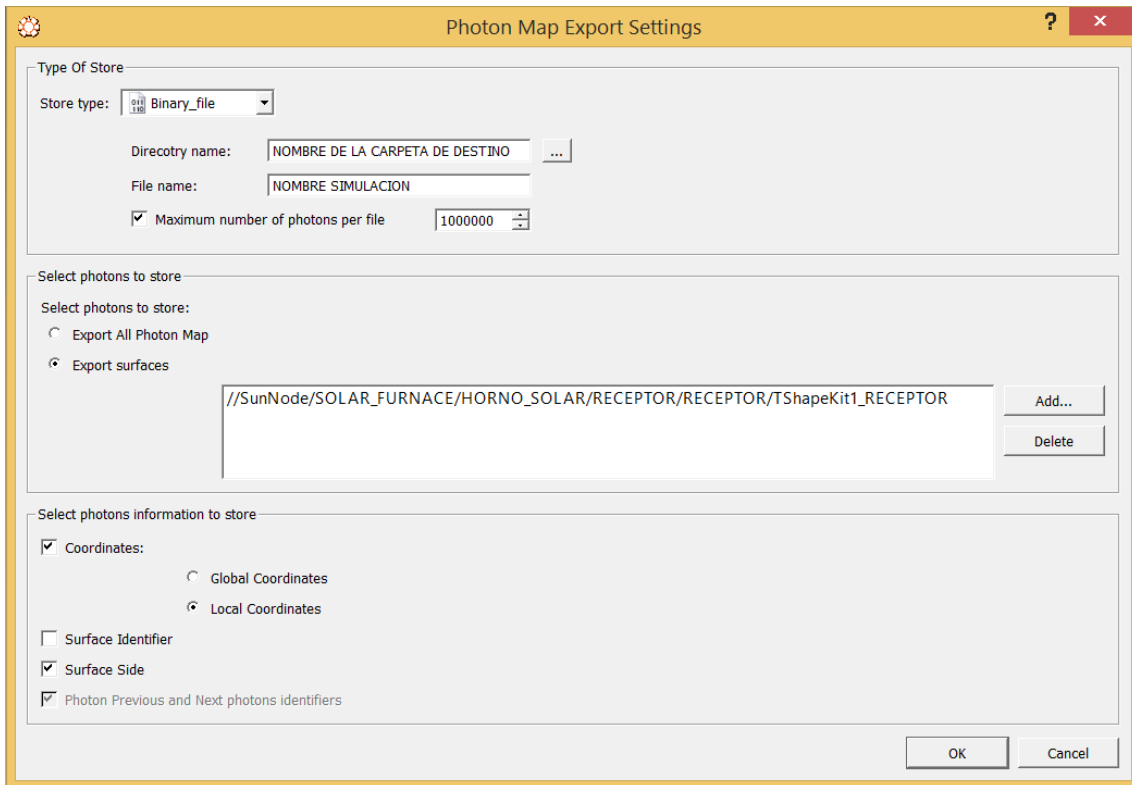 Photon Map Export Settings
Type Of Store
Store type: Binary_file
Direcotry name: NOMBRE DE LA CARPETA DE DESTINO ...
File name: NOMBRE SIMULACION
Maximum number of photons per file 1000000
Select photons to store
Select photons to store:
Export All Photon Map
Export surfaces
//SunNode/SOLAR_FURNACE/HORNO_SOLAR/RECEPTOR/RECEPTOR/TShapeKit1_RECEPTOR Add...
Delete
Select photons information to store
Coordinates:
Global Coordinates
Local Coordinates
Surface Identifier
Surface Side
Photon Previous and Next photons identifiers
OK Cancel